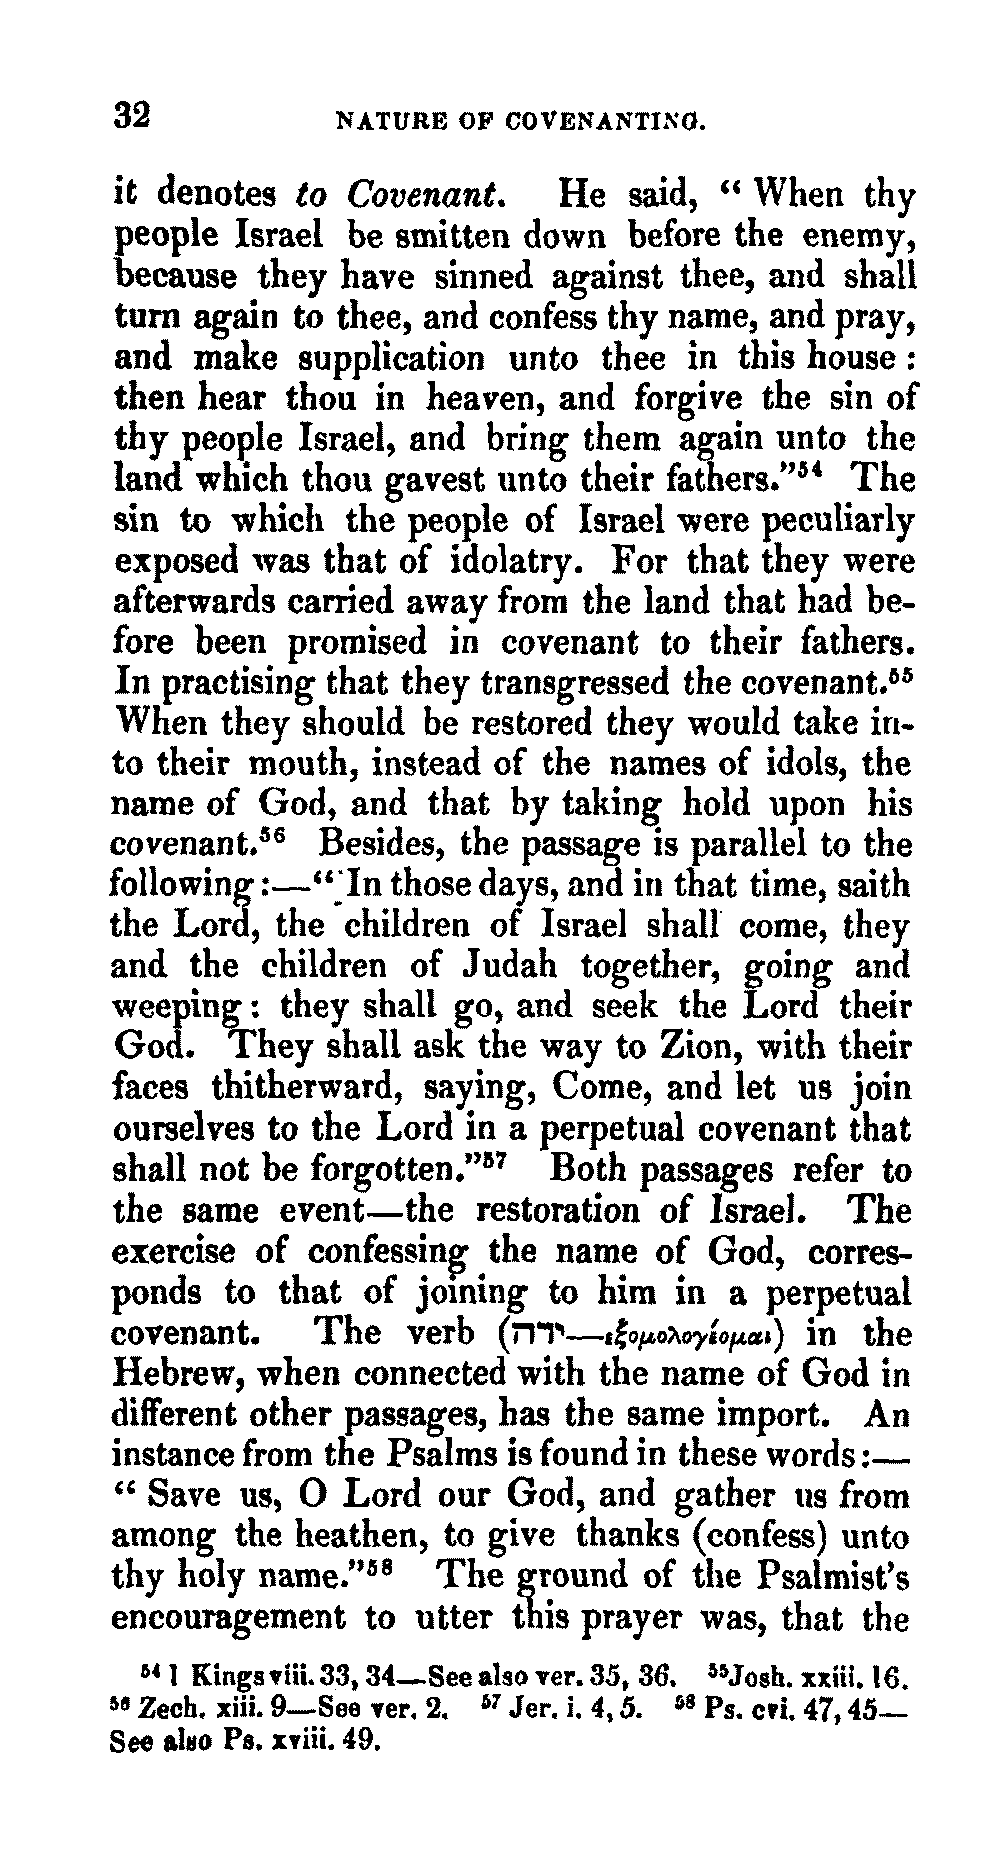 32 NATURE OF COVENANTING.
it denotes to Covenant. He said, “ When thy
people Israel be smitten down before the enemy,
because they have sinned against thee, and shall
turn again to thee, and confess thy name, and pray,
and make supplication unto thee in this house :
then hear thou in heaven, and forgive the sin of
thy people Israel, and bring them again unto the
land which thou gavest unto their fathers.”⁵⁴ The
sin to which the people of Israel were peculiarly
exposed was that of idolatry. For that they were
afterwards carried away from the land that had be-
fore been promised in covenant to their fathers.
In practising that they transgressed the covenant.⁵⁵
When they should be restored they would take in-
to their mouth, instead of the names of idols, the
name of God, and that by taking hold upon his
covenant.⁵⁶ Besides, the passage is parallel to the
following :—“ In those days, and in that time, saith
the Lord, the children of Israel shall come, they
and the children of Judah together, going and
weeping : they shall go, and seek the Lord their
God. They shall ask the way to Zion, with their
faces thitherward, saying, Come, and let us join
ourselves to the Lord in a perpetual covenant that
shall not be forgotten.”⁵⁷ Both passages refer to
the same event—the restoration of Israel. The
exercise of confessing the name of God, corres-
ponds to that of joining to him in a perpetual
covenant. The verb (ידה—εξομολογέομαι) in the
Hebrew, when connected with the name of God in
different other passages, has the same import. An
instance from the Psalms is found in these words :—
“ Save us, O Lord our God, and gather us from
among the heathen, to give thanks (confess) unto
thy holy name.”⁵⁸ The ground of the Psalmist’s
encouragement to utter this prayer was, that the
⁵⁴ 1 Kings viii. 33, 34—See also ver. 35, 36. ⁵⁵Josh. xxiii. 16.
⁵⁶ Zech. xiii. 9—See ver. 2. ⁵⁷ Jer. i. 4, 5. ⁵⁸ Ps. cvi. 47, 45—
See also Ps. xviii. 49.